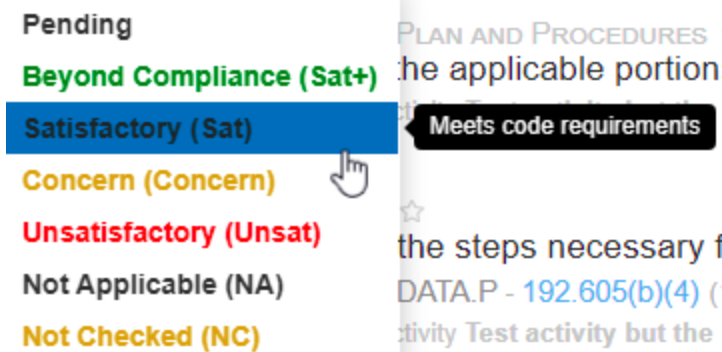 Pending
Beyond Compliance (Sat+)
Satisfactory (Sat)
Concern (Concern)
Unsatisfactory (Unsat)
Not Applicable (NA)
Not Checked (NC)
PLAN AND PROCEDURES
the applicable portion
Meets code requirements
the steps necessary
DATA.P - 192.605(b)(4) (
Test activity but the